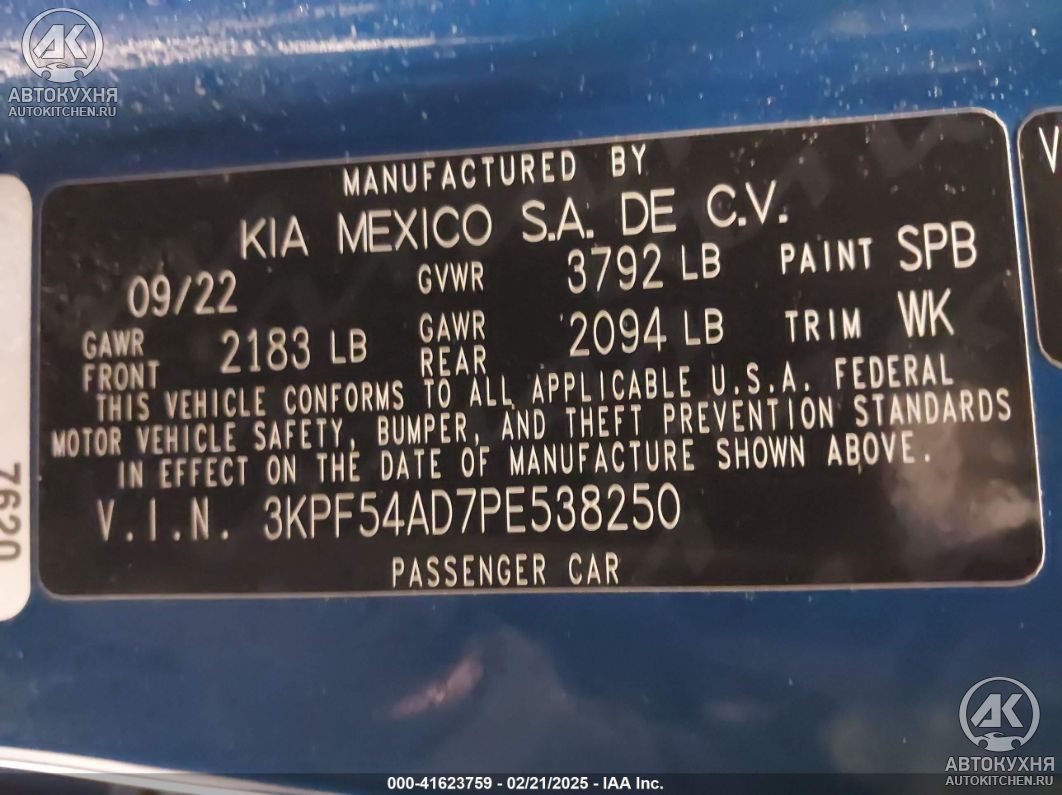 AK
АВТОКУХНЯ
AUTOKITCHEN.RU
MANUFACTURED BY
KIA MEXICO S.A. DE C.V.
09/22 GVWR 3792 LB PAINT SPB
GAWR FRONT 2183 LB GAWR REAR 2094 LB TRIM WK
THIS VEHICLE CONFORMS TO ALL APPLICABLE U.S.A. FEDERAL
MOTOR VEHICLE SAFETY, BUMPER, AND THEFT PREVENTION STANDARDS
IN EFFECT ON THE DATE OF MANUFACTURE SHOWN ABOVE.
V.I.N. 3KPF54AD7PE538250
PASSENGER CAR
7620
V
AK
АВТОКУХНЯ
AUTOKITCHEN.RU
000-41623759 - 02/21/2025 - IAA Inc.